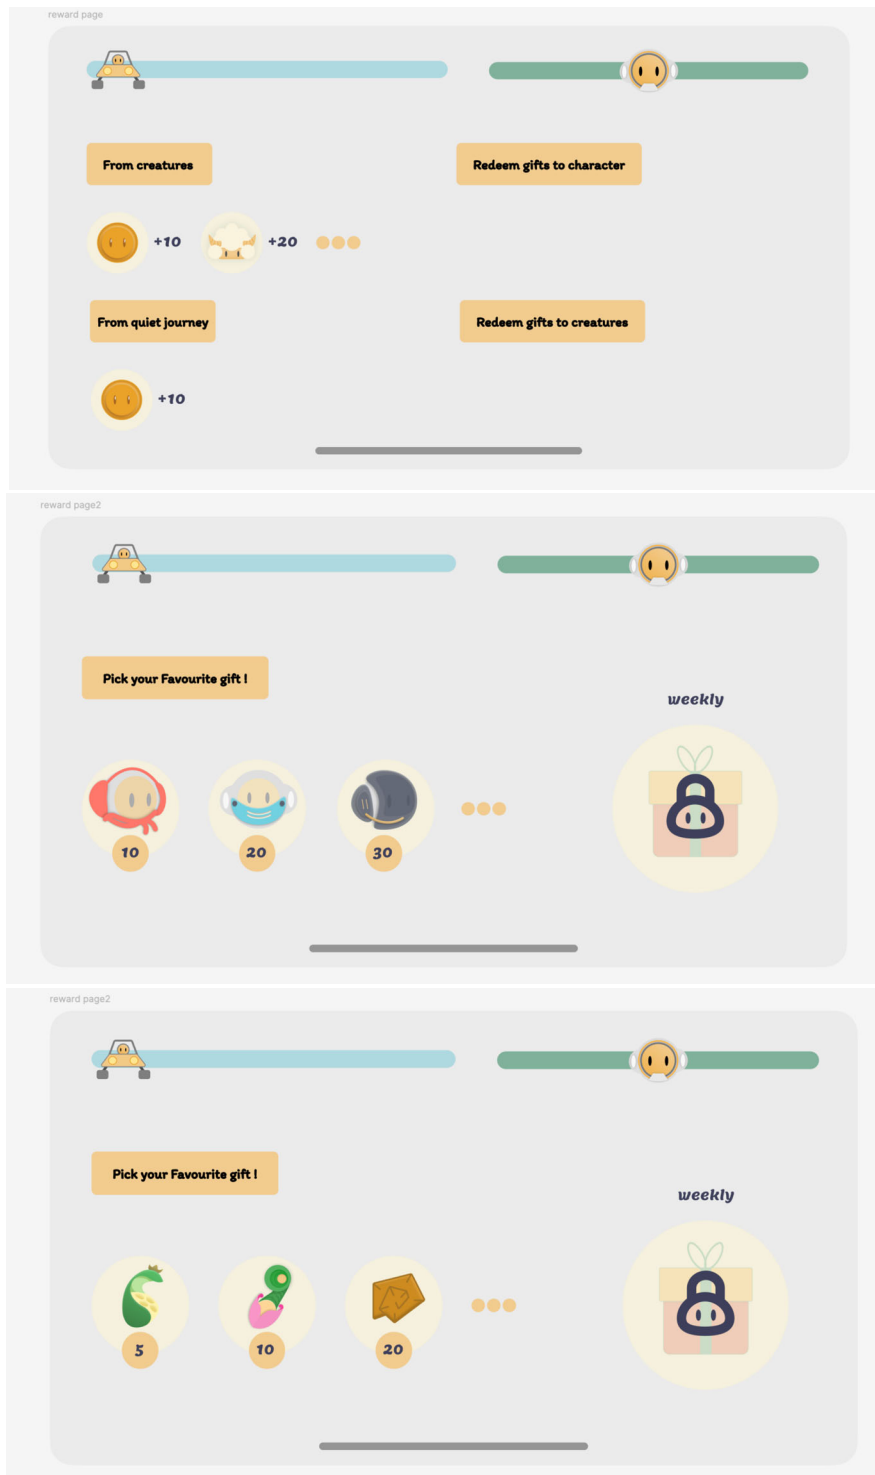 reward page
From creatures
Redeem gifts to character
+10
+20
From quiet journey
Redeem gifts to creatures
+10
reward page2
Pick your Favourite gift !
weekly
10
20
30
reward page2
Pick your Favourite gift !
weekly
5
10
20